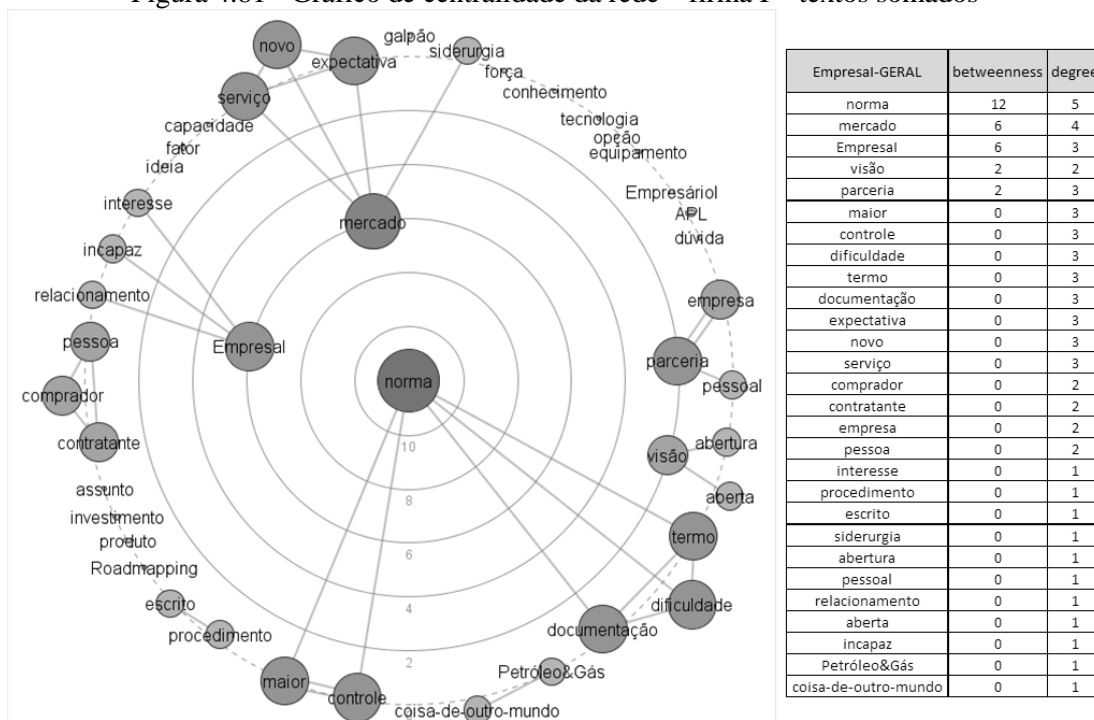 Figura 4.81 - Gráfico de centralidade da rede – firma I – textos somados
galpão
novo
siderurgia
expectativa
força
conhecimento
serviço
tecnologia
capacidade
opção
equipamento
fator
ideia
Empresáriol
interesse
APL
mercado
dúvida
incapaz
relacionamento
empresa
pessoa
EmpresaI
parceria
norma
pessoal
comprador
contratante
abertura
10
visão
assunto
aberta
8
investimento
termo
produto
6
Roadmapping
dificuldade
escrito
4
documentação
procedimento
2
Petróleo&Gás
maior
controle
coisa-de-outro-mundo
EmpresaI-GERAL betweenness degree
norma 12 5
mercado 6 4
EmpresaI 6 3
visão 2 2
parceria 2 3
maior 0 3
controle 0 3
dificuldade 0 3
termo 0 3
documentação 0 3
expectativa 0 3
novo 0 3
serviço 0 3
comprador 0 2
contratante 0 2
empresa 0 2
pessoa 0 2
interesse 0 1
procedimento 0 1
escrito 0 1
siderurgia 0 1
abertura 0 1
pessoal 0 1
relacionamento 0 1
aberta 0 1
incapaz 0 1
Petróleo&Gás 0 1
coisa-de-outro-mundo 0 1